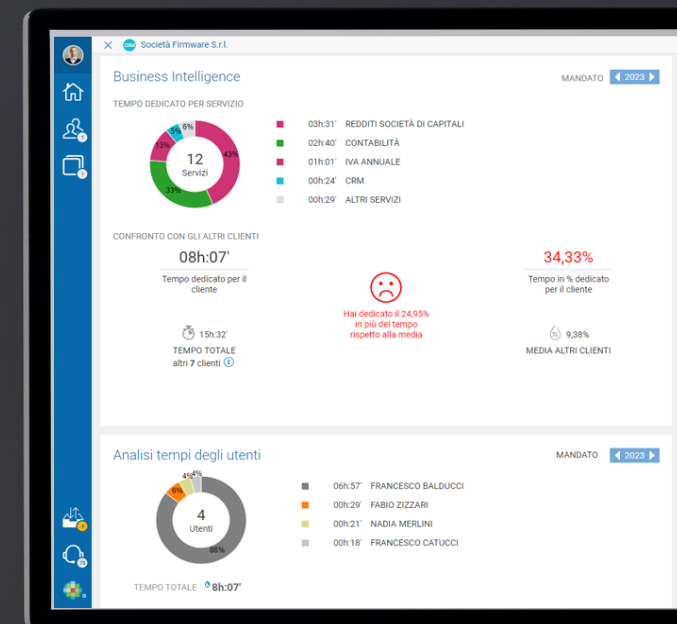 CRM Società Firmware S.r.l.
Business Intelligence
MANDATO 2023
TEMPO DEDICATO PER SERVIZIO
12
Servizi
43%
33%
13%
5%
6%
03h:31' REDDITI SOCIETÀ DI CAPITALI
02h:40' CONTABILITÀ
01h:01' IVA ANNUALE
00h:24' CRM
00h:29' ALTRI SERVIZI
CONFRONTO CON GLI ALTRI CLIENTI
08h:07'
Tempo dedicato per il
cliente
15h:32'
TEMPO TOTALE
altri 7 clienti
Hai dedicato il 24,95%
in più del tempo
rispetto alla media
34,33%
Tempo in % dedicato
per il cliente
% 9,38%
MEDIA ALTRI CLIENTI
Analisi tempi degli utenti
MANDATO 2023
4
Utenti
86%
6%
4%
4%
06h:57' FRANCESCO BALDUCCI
00h:29' FABIO ZIZZARI
00h:21' NADIA MERLINI
00h:18' FRANCESCO CATUCCI
TEMPO TOTALE 8h:07'
1
1